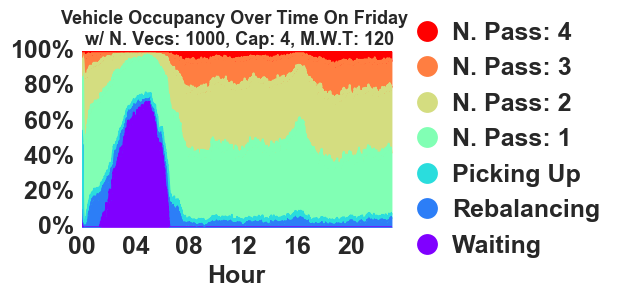 Vehicle Occupancy Over Time On Friday
w/ N. Vecs: 1000, Cap: 4, M.W.T: 120
100%
80%
60%
40%
20%
0%
00 04 08 12 16 20
Hour
N. Pass: 4
N. Pass: 3
N. Pass: 2
N. Pass: 1
Picking Up
Rebalancing
Waiting